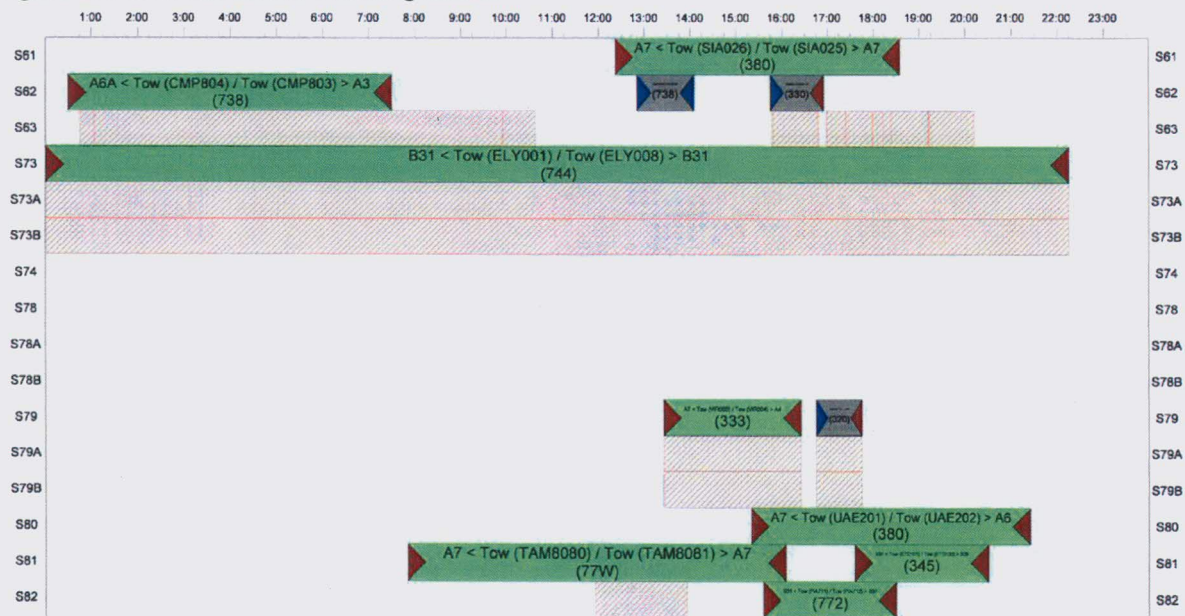 1:00 2:00 3:00 4:00 5:00 6:00 7:00 8:00 9:00 10:00 11:00 12:00 13:00 14:00 15:00 16:00 17:00 18:00 19:00 20:00 21:00 22:00 23:00
S61 A7 < Tow (SIA026) / Tow (SIA025) > A7 S61
(380)
S62 A6A < Tow (CMP804) / Tow (CMP803) > A3 S62
(738) (738) (330)
S63 S63
S73 B31 < Tow (ELY001) / Tow (ELY008) > B31 S73
(744)
S73A S73A
S73B S73B
S74 S74
S78 S78
S78A S78A
S78B S78B
S79 S79
(333)
S79A S79A
S79B S79B
S80 A7 < Tow (UAE201) / Tow (UAE202) > A6 S80
(380)
S81 A7 < Tow (TAM8080) / Tow (TAM8081) > A7 S81
(77W) (345)
S82 S82
(772)